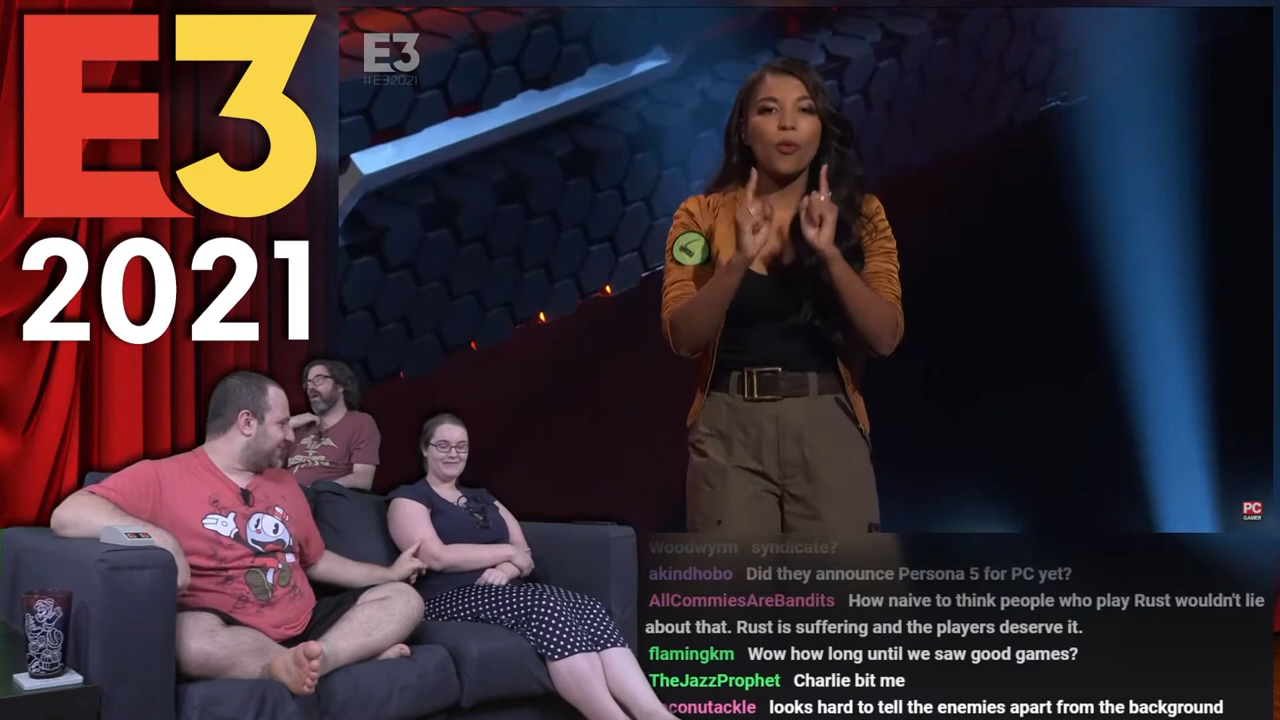 E3
2021
E3
#E32021
PC
GAMER
Woodwyrm syndicate?
akindhobo Did they announce Persona 5 for PC yet?
AllCommiesAreBandits How naive to think people who play Rust wouldn't lie
about that. Rust is suffering and the players deserve it.
flamingkm Wow how long until we saw good games?
TheJazzProphet Charlie bit me
conutackle looks hard to tell the enemies apart from the background